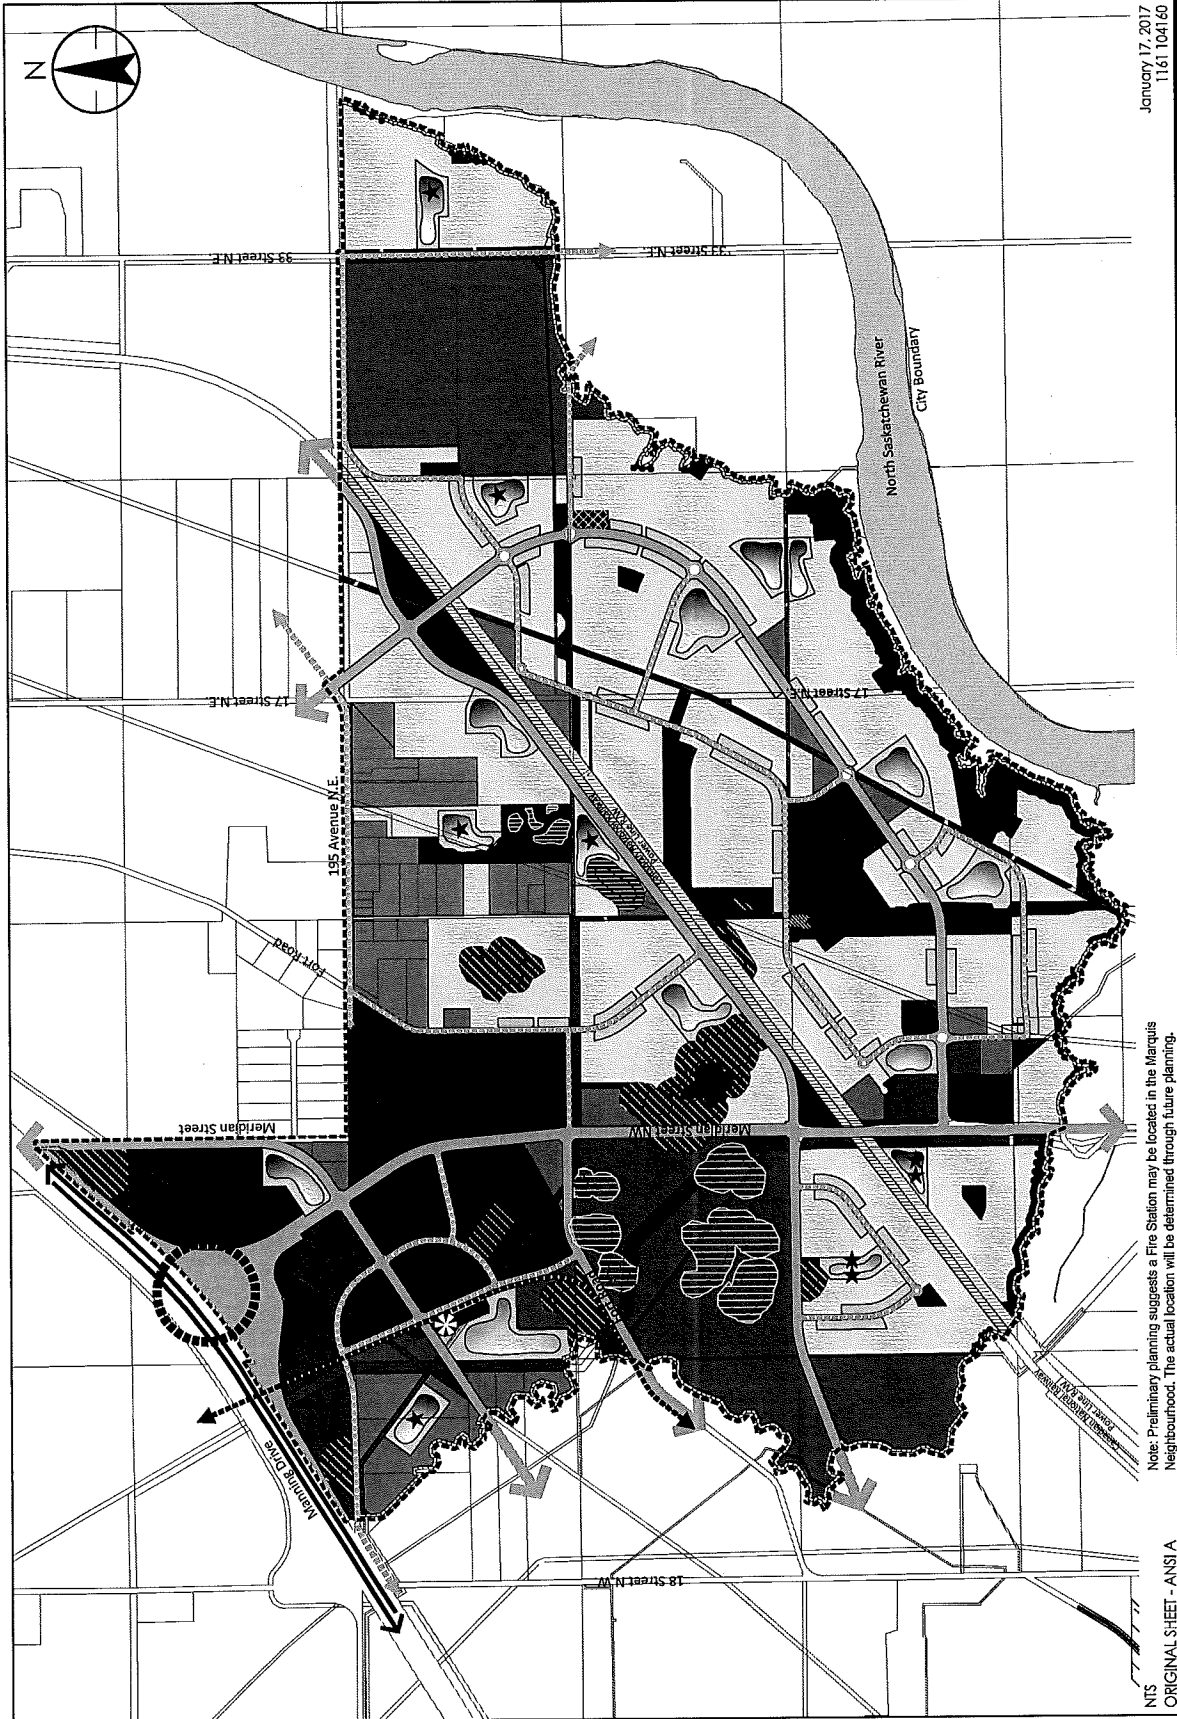 N
33 Street N.E.
33 Street N.E.
North Saskatchewan River
City Boundary
17 Street N.E.
17 Street N.E.
195 Avenue N.E.
Fort Road
Meridian Street
Meridian Street NW
Manning Drive
18 Street N.W.
Canadian National Railway
Power Line R/W
January 17, 2017
1161 104160
Note: Preliminary planning suggests a Fire Station may be located in the Marquis
Neighbourhood. The actual location will be determined through future planning.
NTS
ORIGINAL SHEET - ANSI A